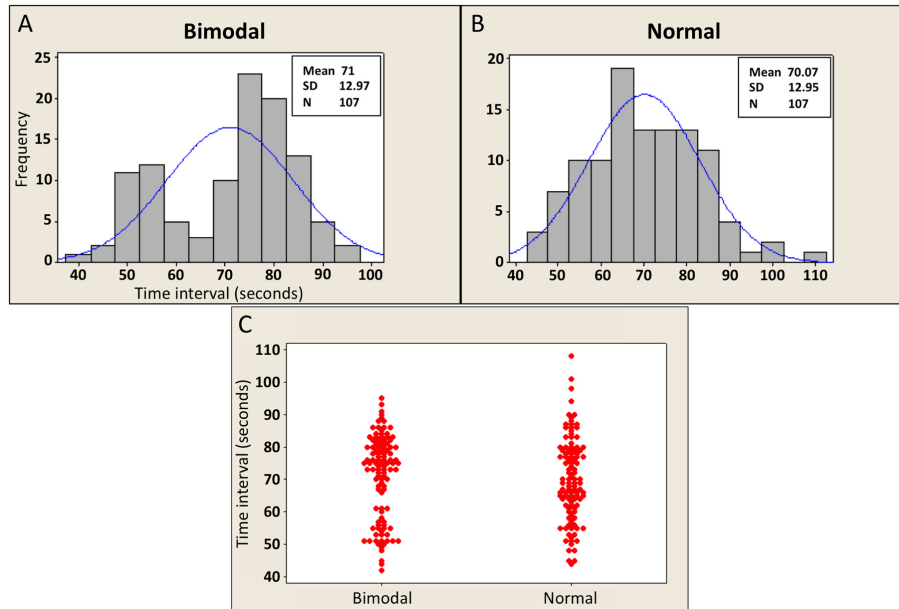 A
Bimodal
Mean 71
SD 12.97
N 107
Frequency
25
20
15
10
5
0
40 50 60 70 80 90 100
Time interval (seconds)
B
Normal
Mean 70.07
SD 12.95
N 107
20
15
10
5
0
40 50 60 70 80 90 100 110
C
Time interval (seconds)
110
100
90
80
70
60
50
40
Bimodal Normal